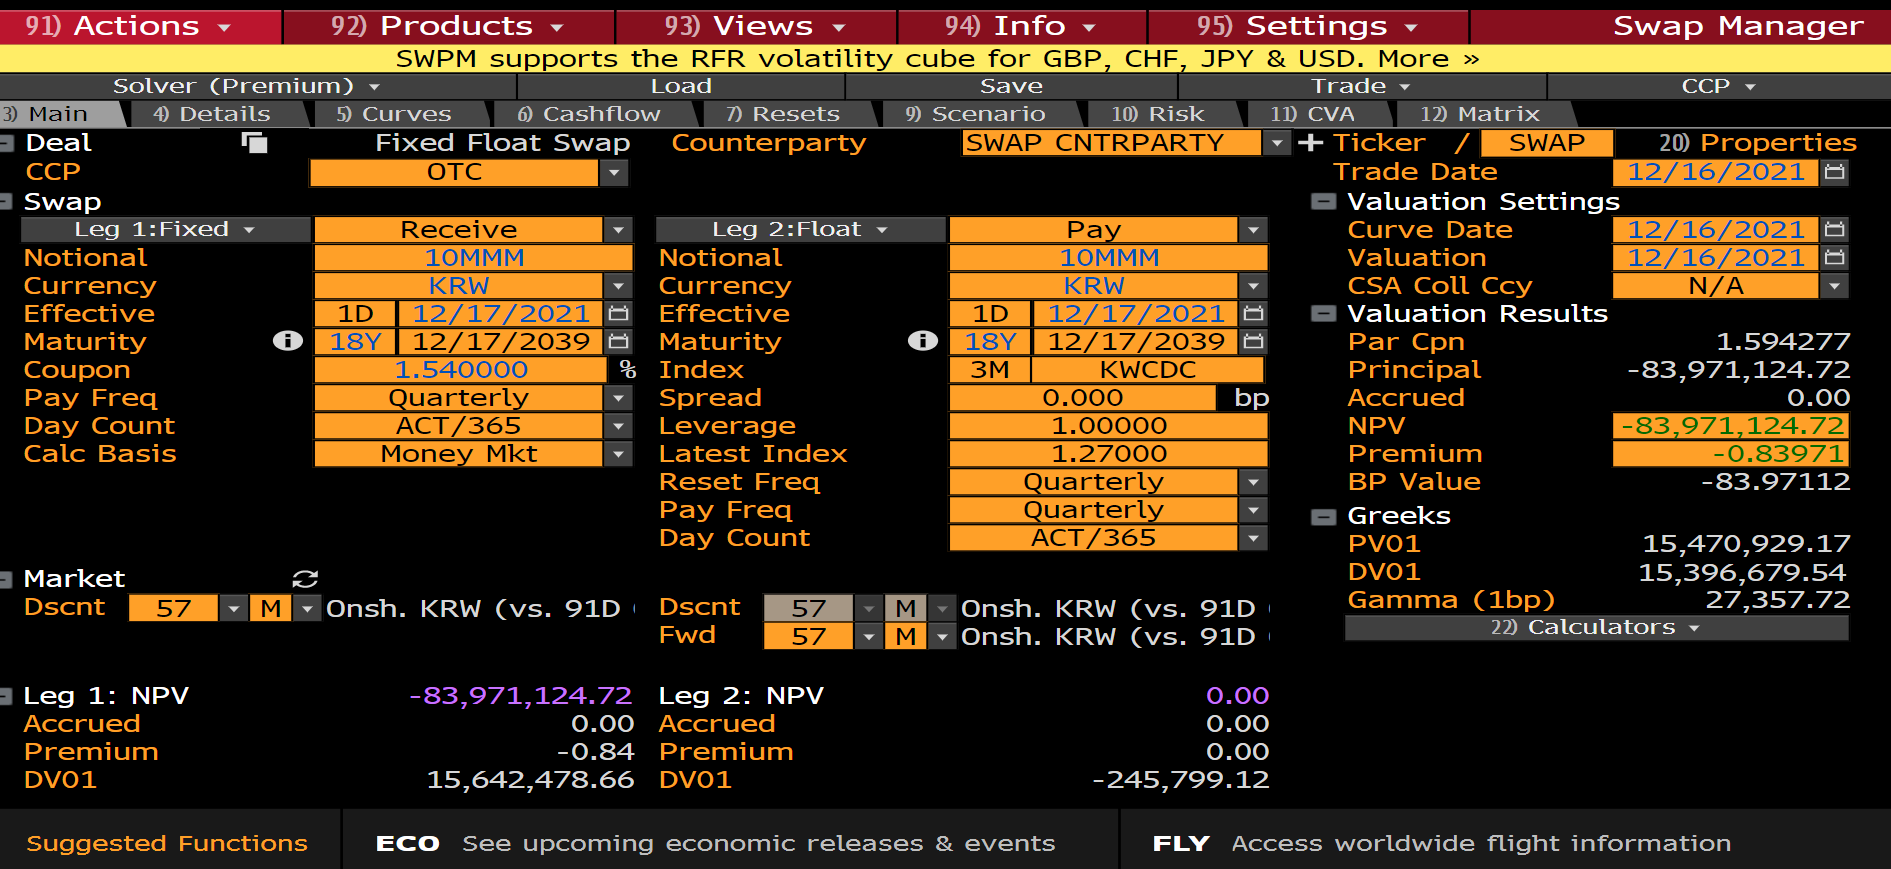 91) Actions 92) Products 93) Views 94) Info 95) Settings Swap Manager
SWPM supports the RFR volatility cube for GBP, CHF, JPY & USD. More »
Solver (Premium) Load Save Trade CCP
3) Main 4) Details 5) Curves 6) Cashflow 7) Resets 9) Scenario 10) Risk 11) CVA 12) Matrix
Deal Fixed Float Swap Counterparty SWAP CNTRPARTY Ticker / SWAP 20) Properties
CCP OTC Trade Date 12/16/2021
Swap Valuation Settings
Leg 1:Fixed Receive Leg 2:Float Pay Curve Date 12/16/2021
Notional 10MMM Notional 10MMM Valuation 12/16/2021
Currency KRW Currency KRW CSA Coll Ccy N/A
Effective 1D 12/17/2021 Effective 1D 12/17/2021 Valuation Results
Maturity 18Y 12/17/2039 Maturity 18Y 12/17/2039 Par Cpn 1.594277
Coupon 1.540000 % Index 3M KWCDC Principal -83,971,124.72
Pay Freq Quarterly Spread 0.000 bp Accrued 0.00
Day Count ACT/365 Leverage 1.00000 NPV -83,971,124.72
Calc Basis Money Mkt Latest Index 1.27000 Premium -0.83971
Reset Freq Quarterly BP Value -83.97112
Pay Freq Quarterly Greeks
Day Count ACT/365 PV01 15,470,929.17
Market DV01 15,396,679.54
Dscnt 57 M Onsh. KRW (vs. 91D Dscnt 57 M Onsh. KRW (vs. 91D Gamma (1bp) 27,357.72
Fwd 57 M Onsh. KRW (vs. 91D 22) Calculators
Leg 1: NPV -83,971,124.72 Leg 2: NPV 0.00
Accrued 0.00 Accrued 0.00
Premium -0.84 Premium 0.00
DV01 15,642,478.66 DV01 -245,799.12
Suggested Functions ECO See upcoming economic releases & events FLY Access worldwide flight information